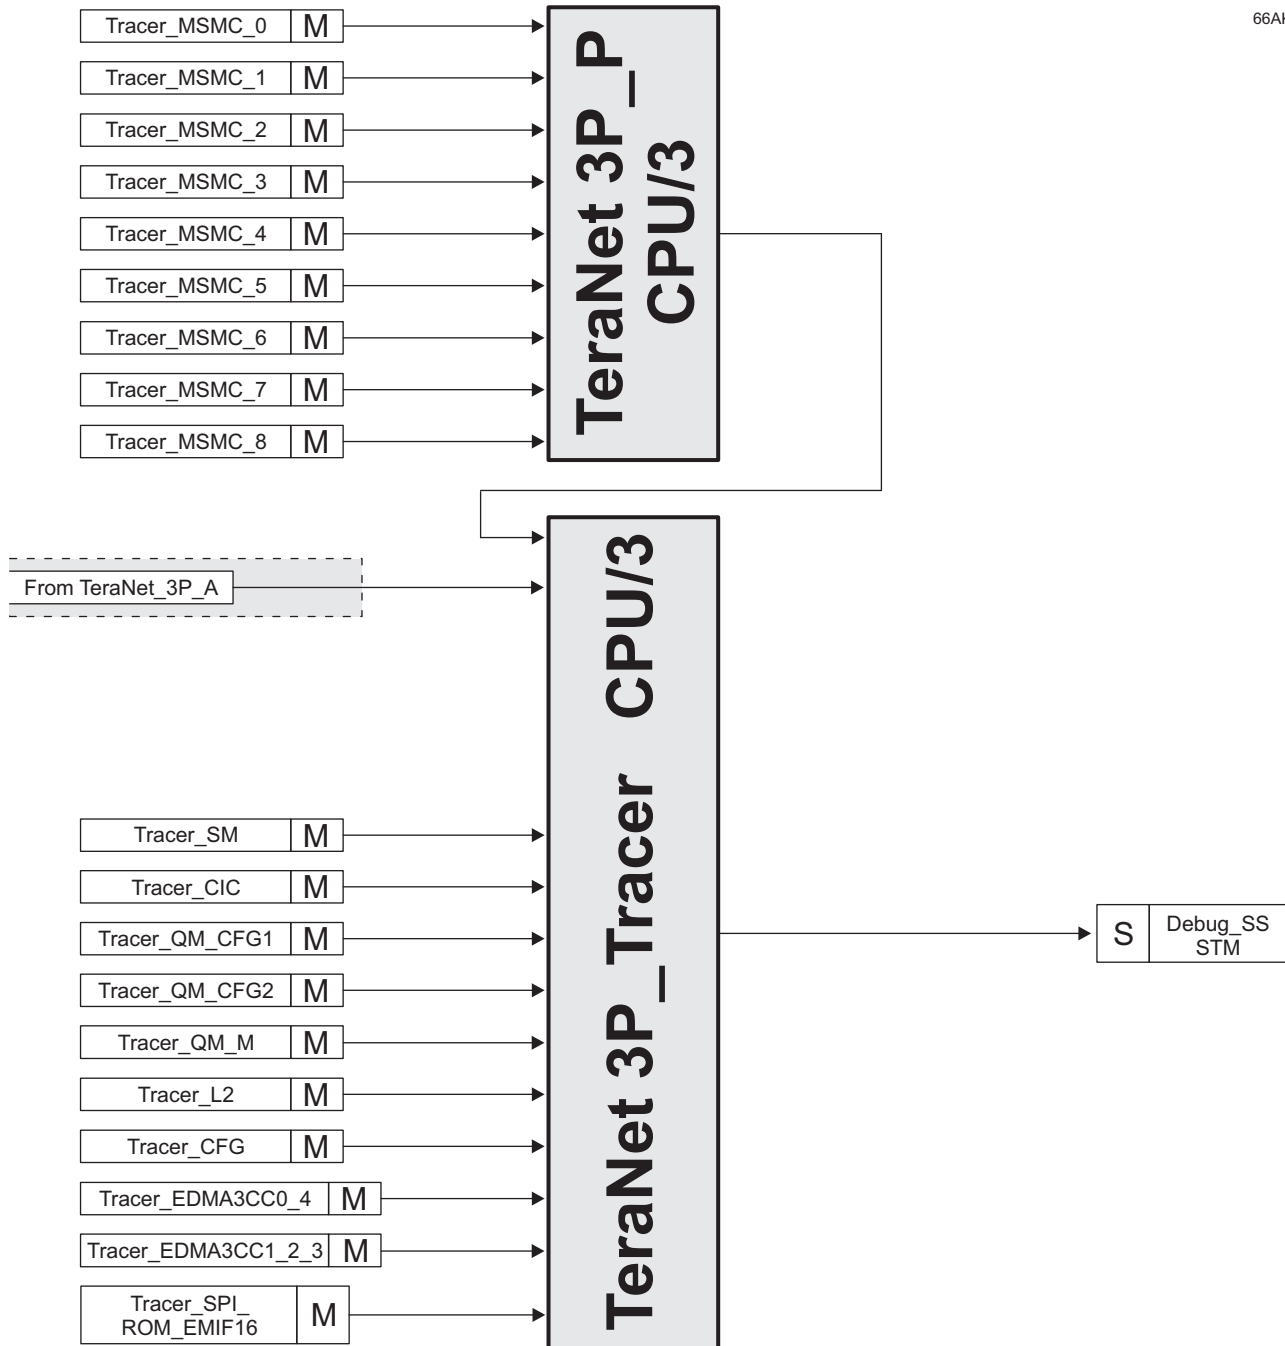 66AK
Tracer_MSMC_0 M
Tracer_MSMC_1 M
Tracer_MSMC_2 M
Tracer_MSMC_3 M
Tracer_MSMC_4 M
Tracer_MSMC_5 M
Tracer_MSMC_6 M
Tracer_MSMC_7 M
Tracer_MSMC_8 M
TeraNet 3P_P
CPU/3
From TeraNet_3P_A
Tracer_SM M
Tracer_CIC M
Tracer_QM_CFG1 M
Tracer_QM_CFG2 M
Tracer_QM_M M
Tracer_L2 M
Tracer_CFG M
Tracer_EDMA3CC0_4 M
Tracer_EDMA3CC1_2_3 M
Tracer_SPI_
ROM_EMIF16 M
TeraNet 3P_Tracer CPU/3
S Debug_SS
STM